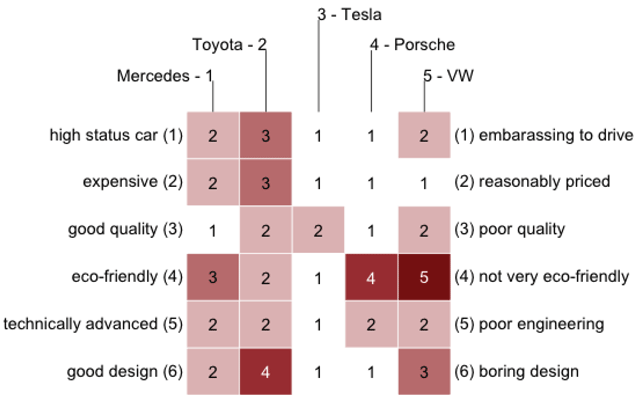 3 - Tesla
Toyota - 2
4 - Porsche
Mercedes - 1
5 - VW
high status car (1) 2 3 1 1 2 (1) embarassing to drive
expensive (2) 2 3 1 1 1 (2) reasonably priced
good quality (3) 1 2 2 1 2 (3) poor quality
eco-friendly (4) 3 2 1 4 5 (4) not very eco-friendly
technically advanced (5) 2 2 1 2 2 (5) poor engineering
good design (6) 2 4 1 1 3 (6) boring design